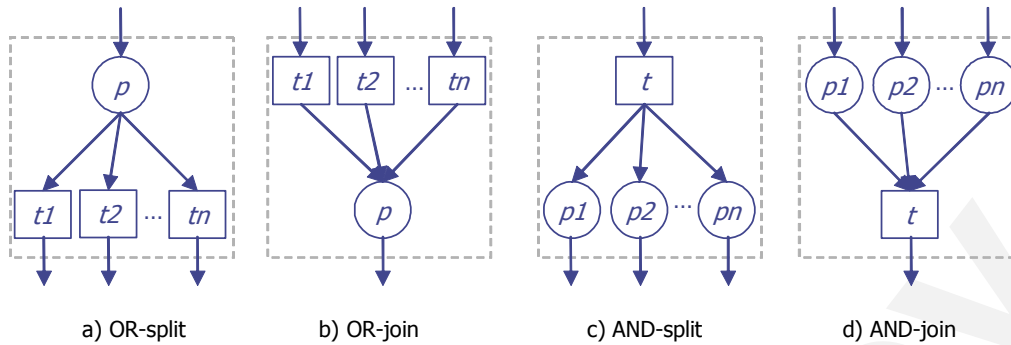 p
t1 t2 ... tn
a) OR-split
t1 t2 ... tn
p
b) OR-join
t
p1 p2 ... pn
c) AND-split
p1 p2 ... pn
t
d) AND-join